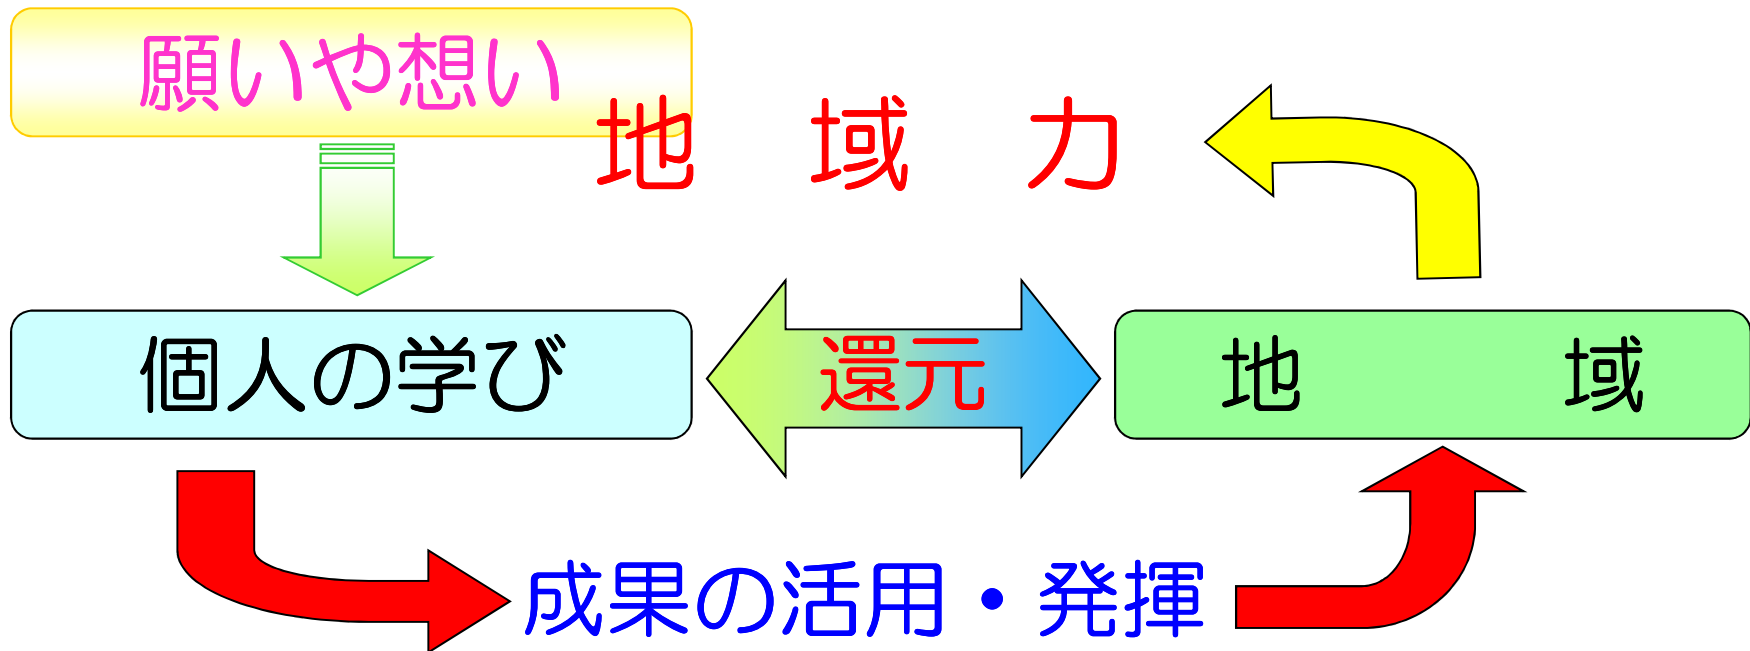 願いや想い
地　域　力
個人の学び
還元
地　域
成果の活用・発揮